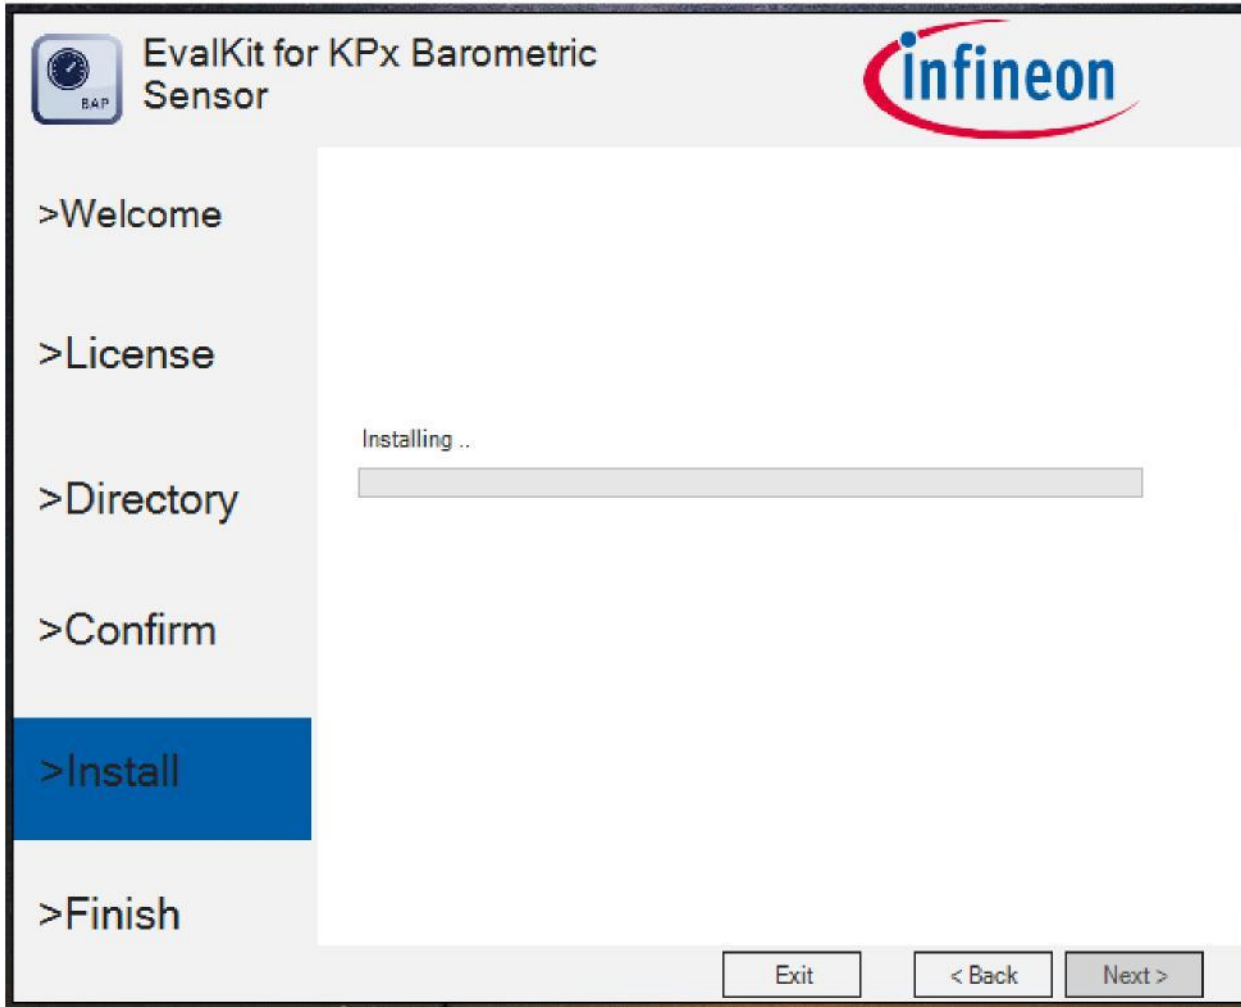 EvalKit for KPx Barometric
Sensor
BAP
infineon
>Welcome
>License
>Directory
>Confirm
>Install
>Finish
Installing ..
Exit
< Back
Next >